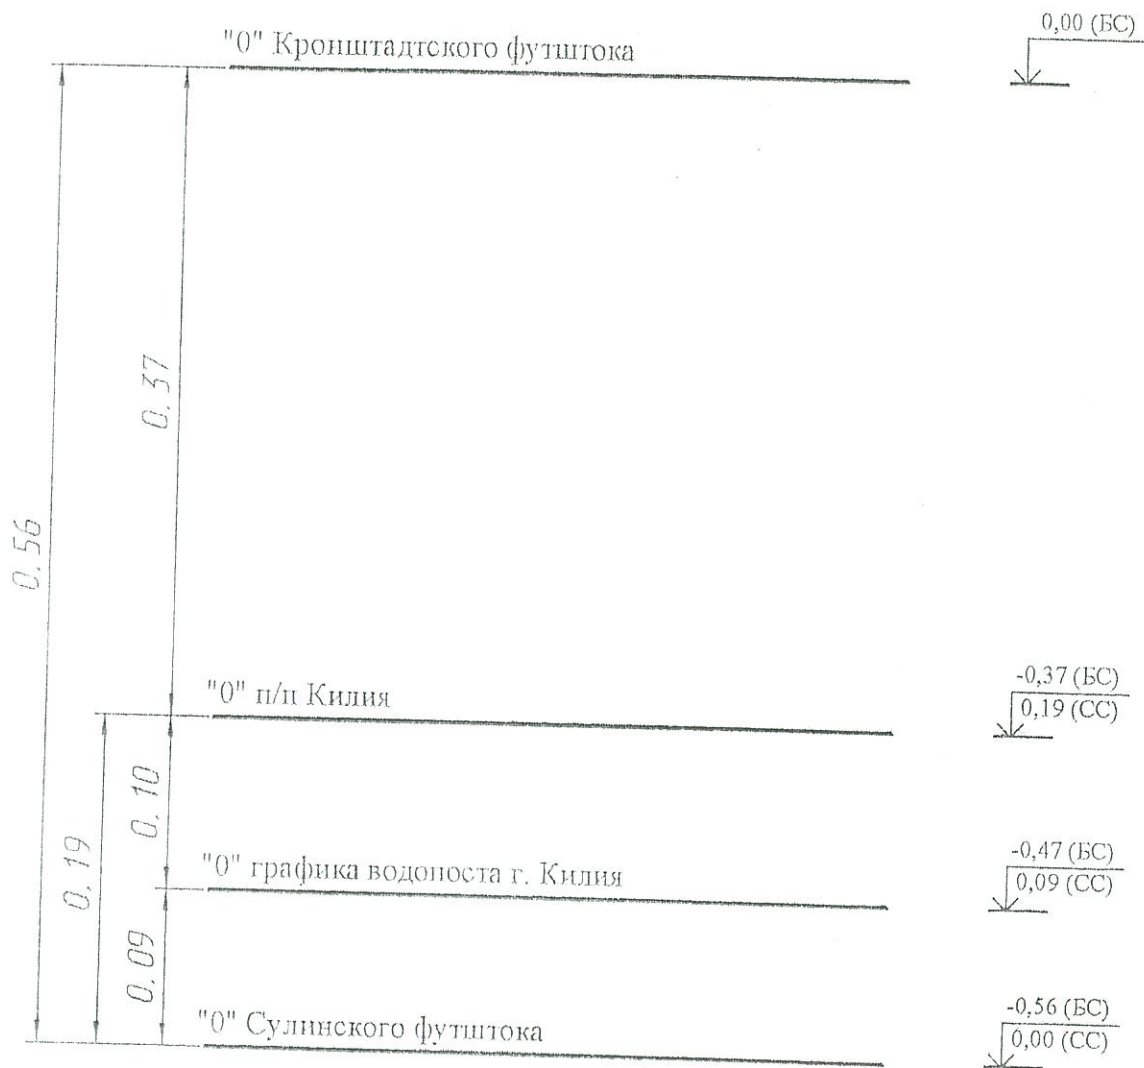 0,00 (БС)
"0" Кронштадтского футштока
0.37
0.56
-0,37 (БС)
0,19 (СС)
"0" п/п Килия
0.10
0.19
-0,47 (БС)
0,09 (СС)
"0" графика водопоста г. Килия
0.09
-0,56 (БС)
0,00 (СС)
"0" Сулинского футштока